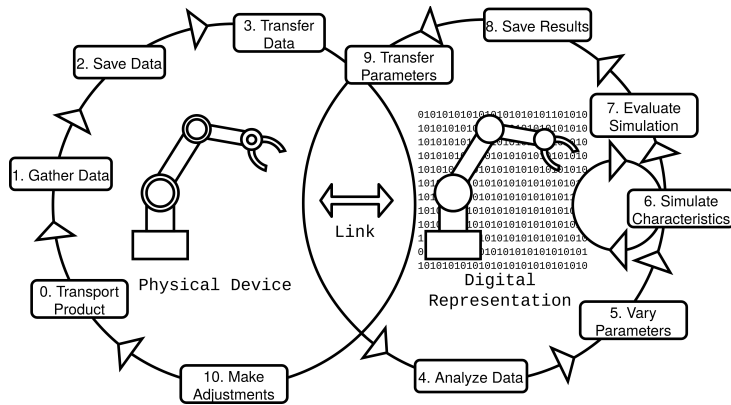 3. Transfer
Data
2. Save Data
1. Gather Data
0. Transport
Product
10. Make
Adjustments
Physical Device
Link
9. Transfer
Parameters
8. Save Results
7. Evaluate
Simulation
6. Simulate
Characteristics
5. Vary
Parameters
4. Analyze Data
Digital
Representation